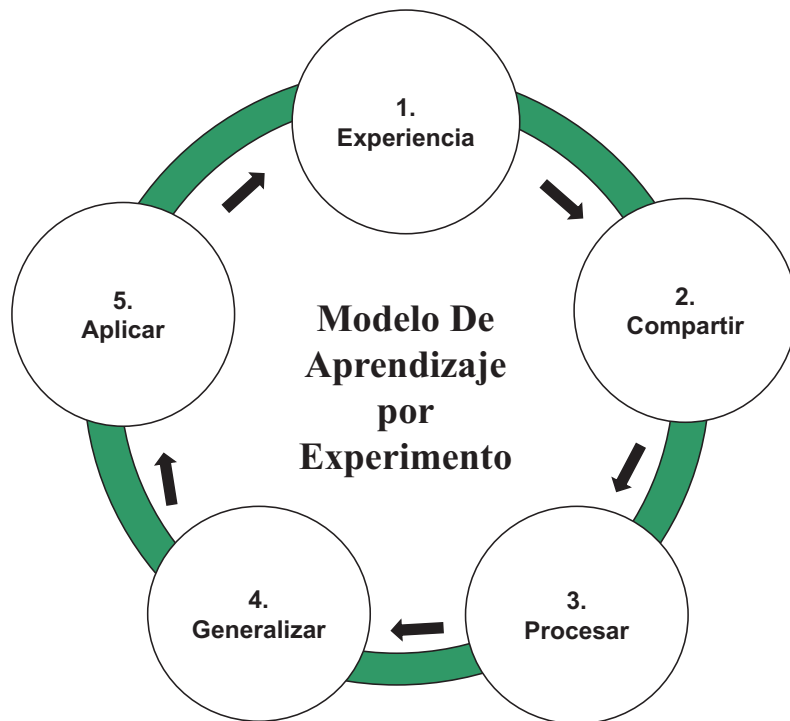 1.
Experiencia
2.
Compartir
3.
Procesar
4.
Generalizar
5.
Aplicar
Modelo De
Aprendizaje
por
Experimento